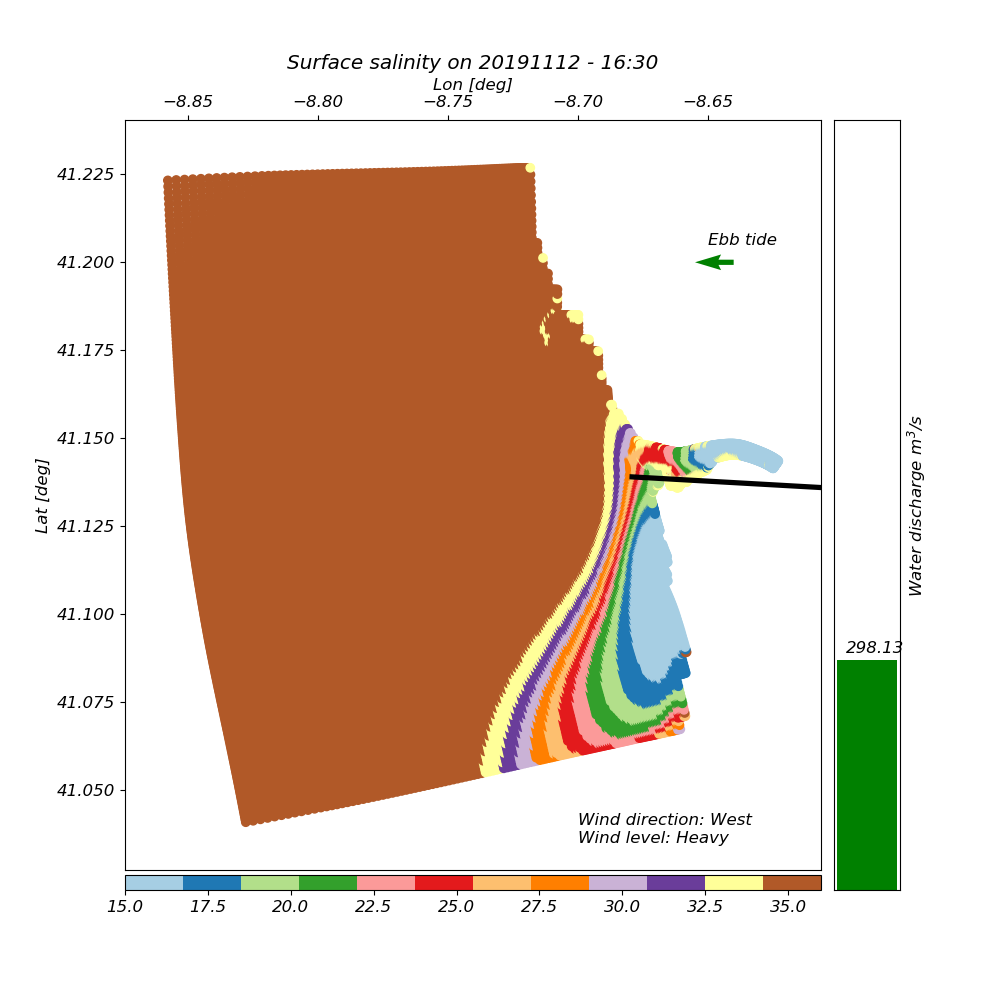 Surface salinity on 20191112 - 16:30
Lon [deg]
−8.85 −8.80 −8.75 −8.70 −8.65
41.225
41.200
41.175
41.150
41.125
41.100
41.075
41.050
Lat [deg]
Ebb tide
Water discharge m³/s
298.13
Wind direction: West
Wind level: Heavy
15.0 17.5 20.0 22.5 25.0 27.5 30.0 32.5 35.0